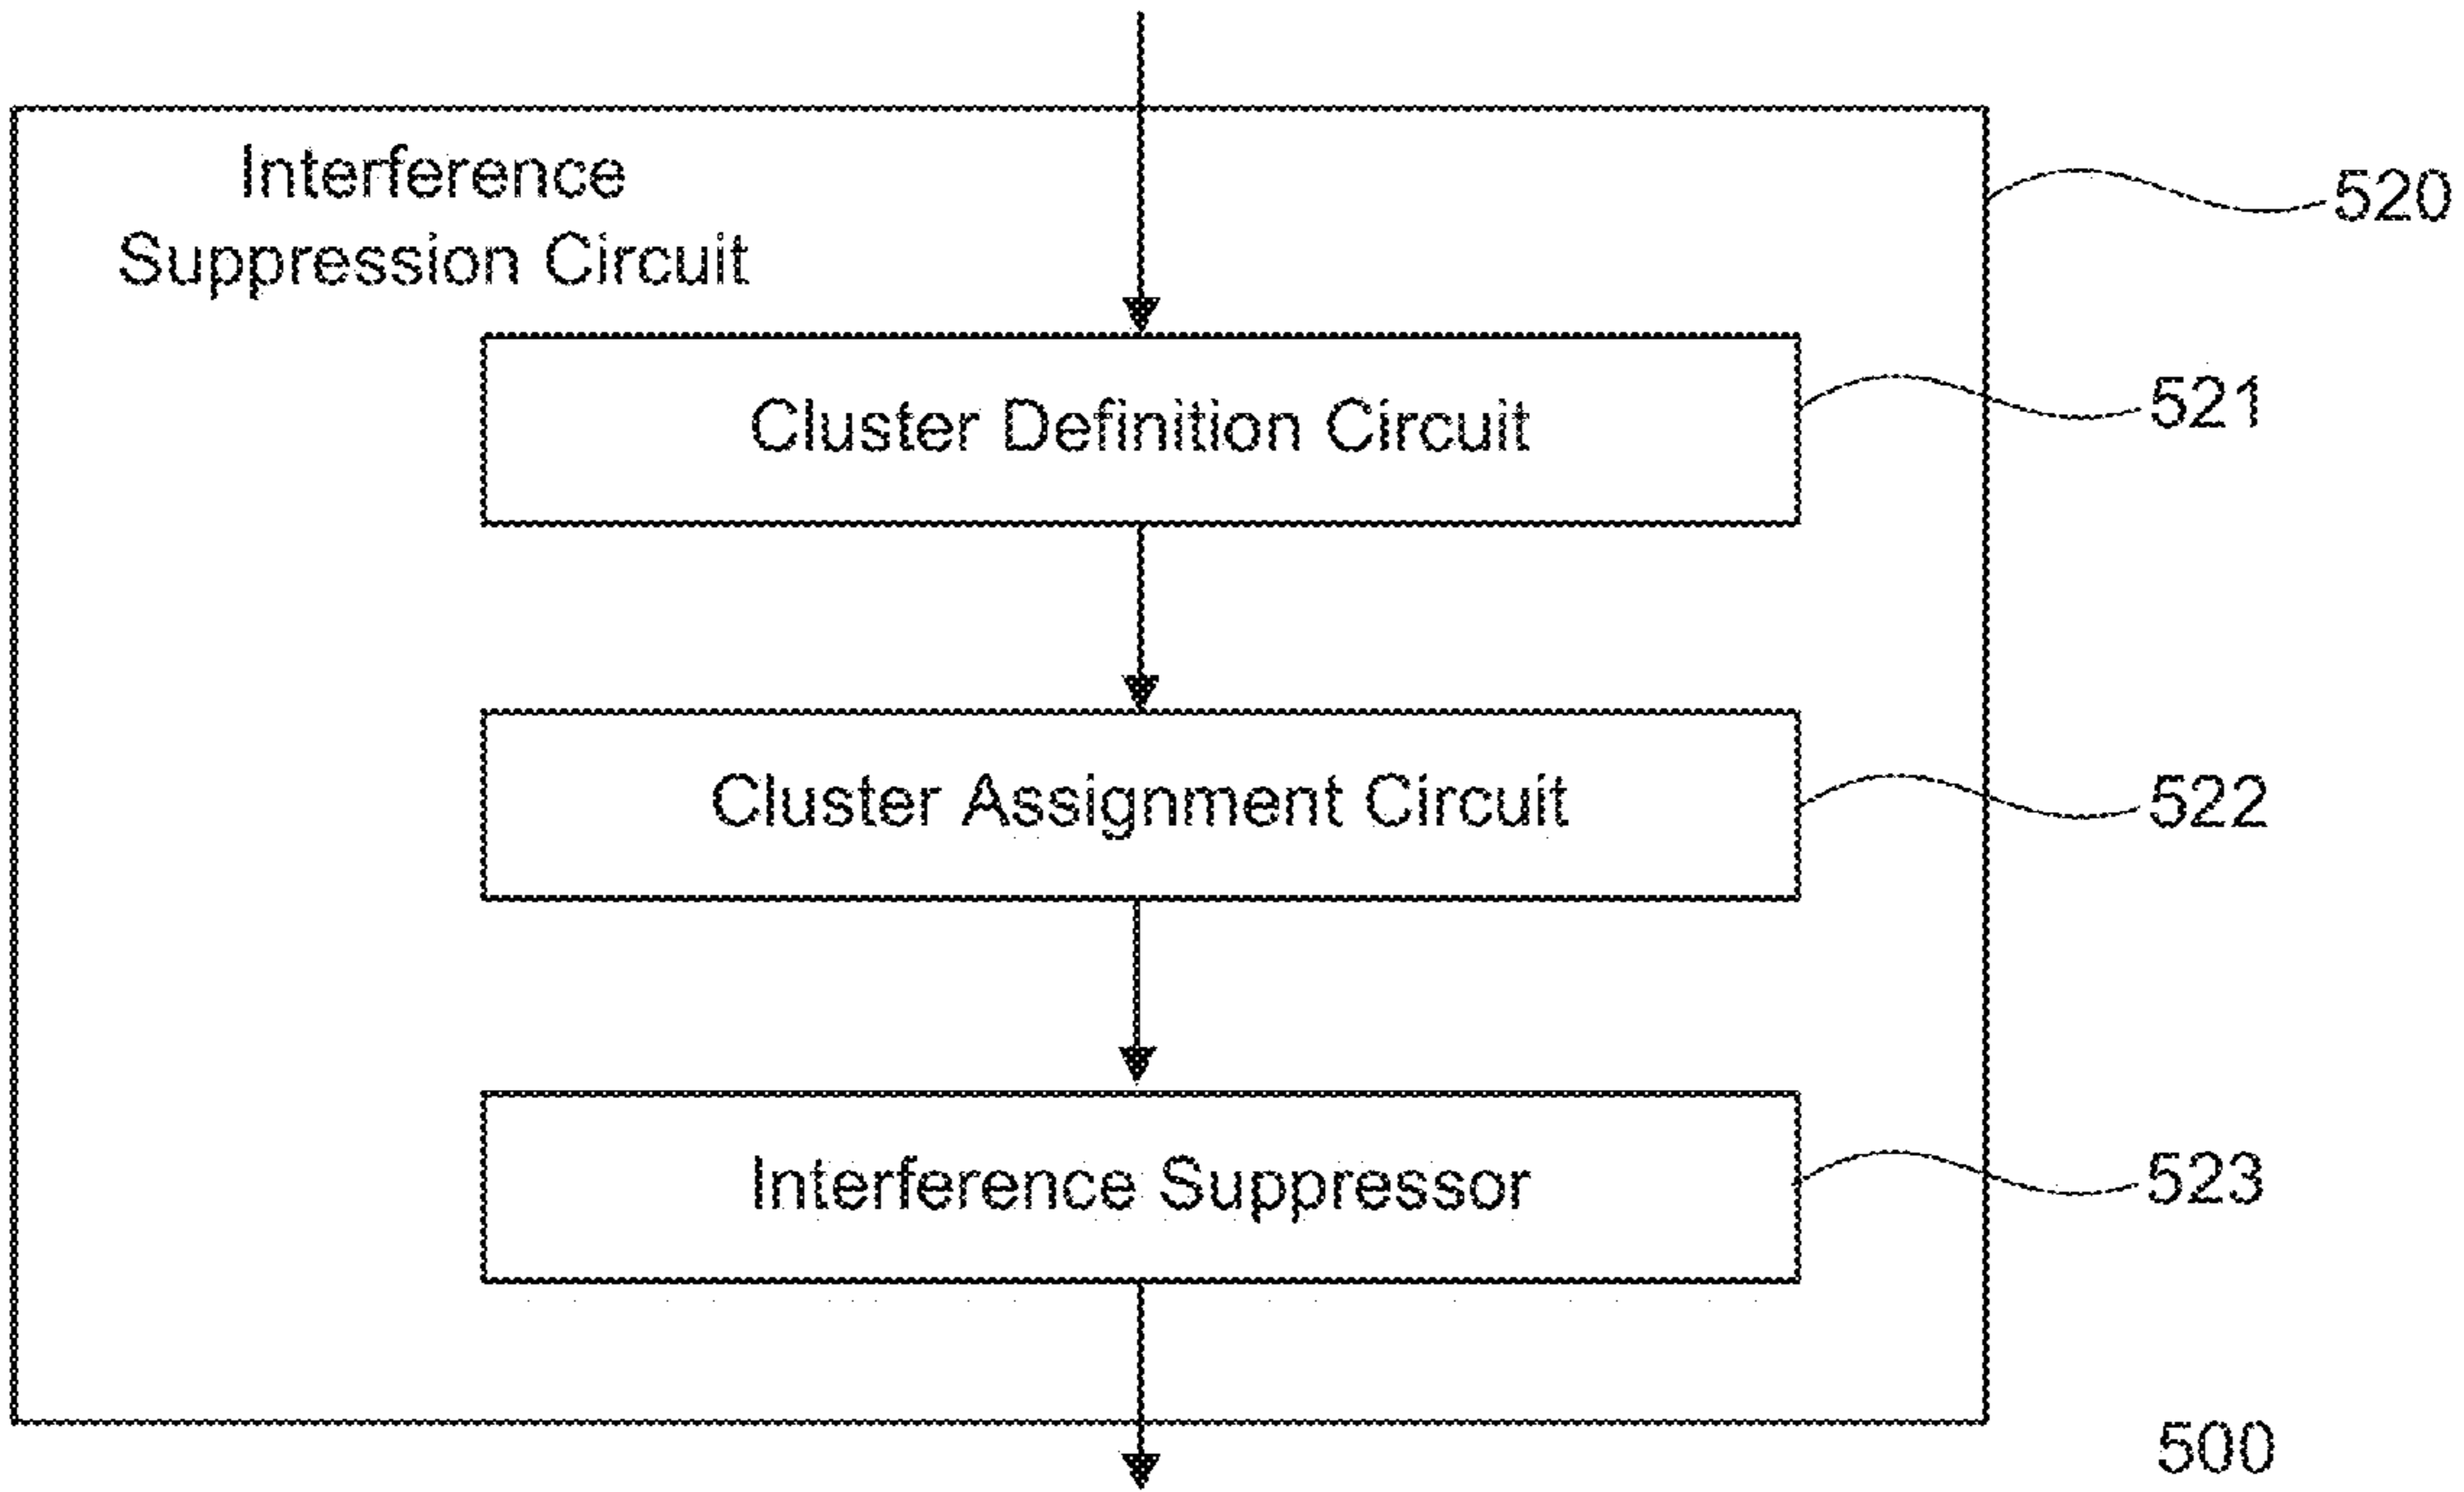 Interference
Suppression Circuit
520
Cluster Definition Circuit
521
Cluster Assignment Circuit
522
Interference Suppressor
523
500